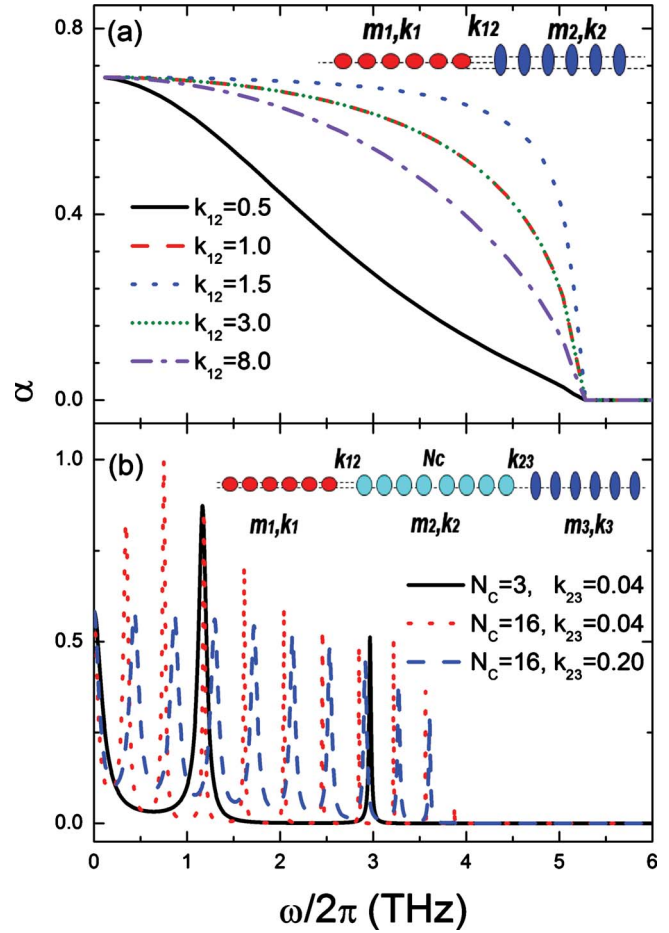 (a) m1,k1 k12 m2,k2
0.8
0.4
0.0
α
k12=0.5
k12=1.0
k12=1.5
k12=3.0
k12=8.0
(b) k12 Nc k23
m1,k1 m2,k2 m3,k3
1.0
0.5
0.0
NC=3, k23=0.04
NC=16, k23=0.04
NC=16, k23=0.20
0 1 2 3 4 5 6
ω/2π (THz)